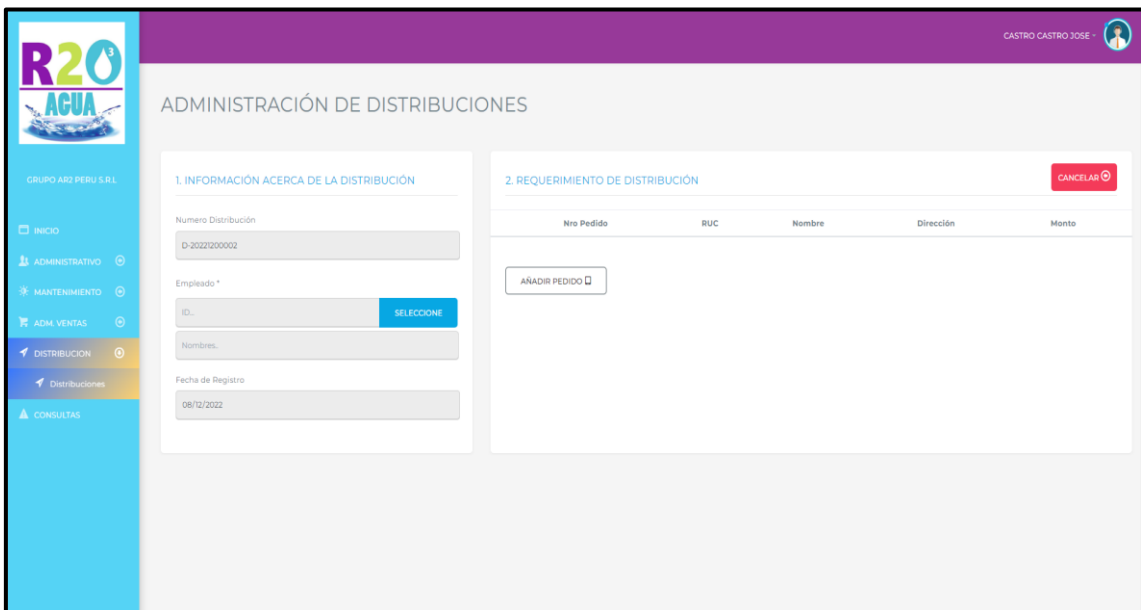 CASTRO CASTRO JOSE
R2O3
AGUA
GRUPO AR2 PERU S.R.L
INICIO
ADMINISTRATIVO
MANTENIMIENTO
ADM. VENTAS
DISTRIBUCION
Distribuciones
CONSULTAS
ADMINISTRACIÓN DE DISTRIBUCIONES
1. INFORMACIÓN ACERCA DE LA DISTRIBUCIÓN
Numero Distribución
D-20221200002
Empleado *
ID.. SELECCIONE
Nombres..
Fecha de Registro
08/12/2022
2. REQUERIMIENTO DE DISTRIBUCIÓN CANCELAR
Nro Pedido RUC Nombre Dirección Monto
AÑADIR PEDIDO